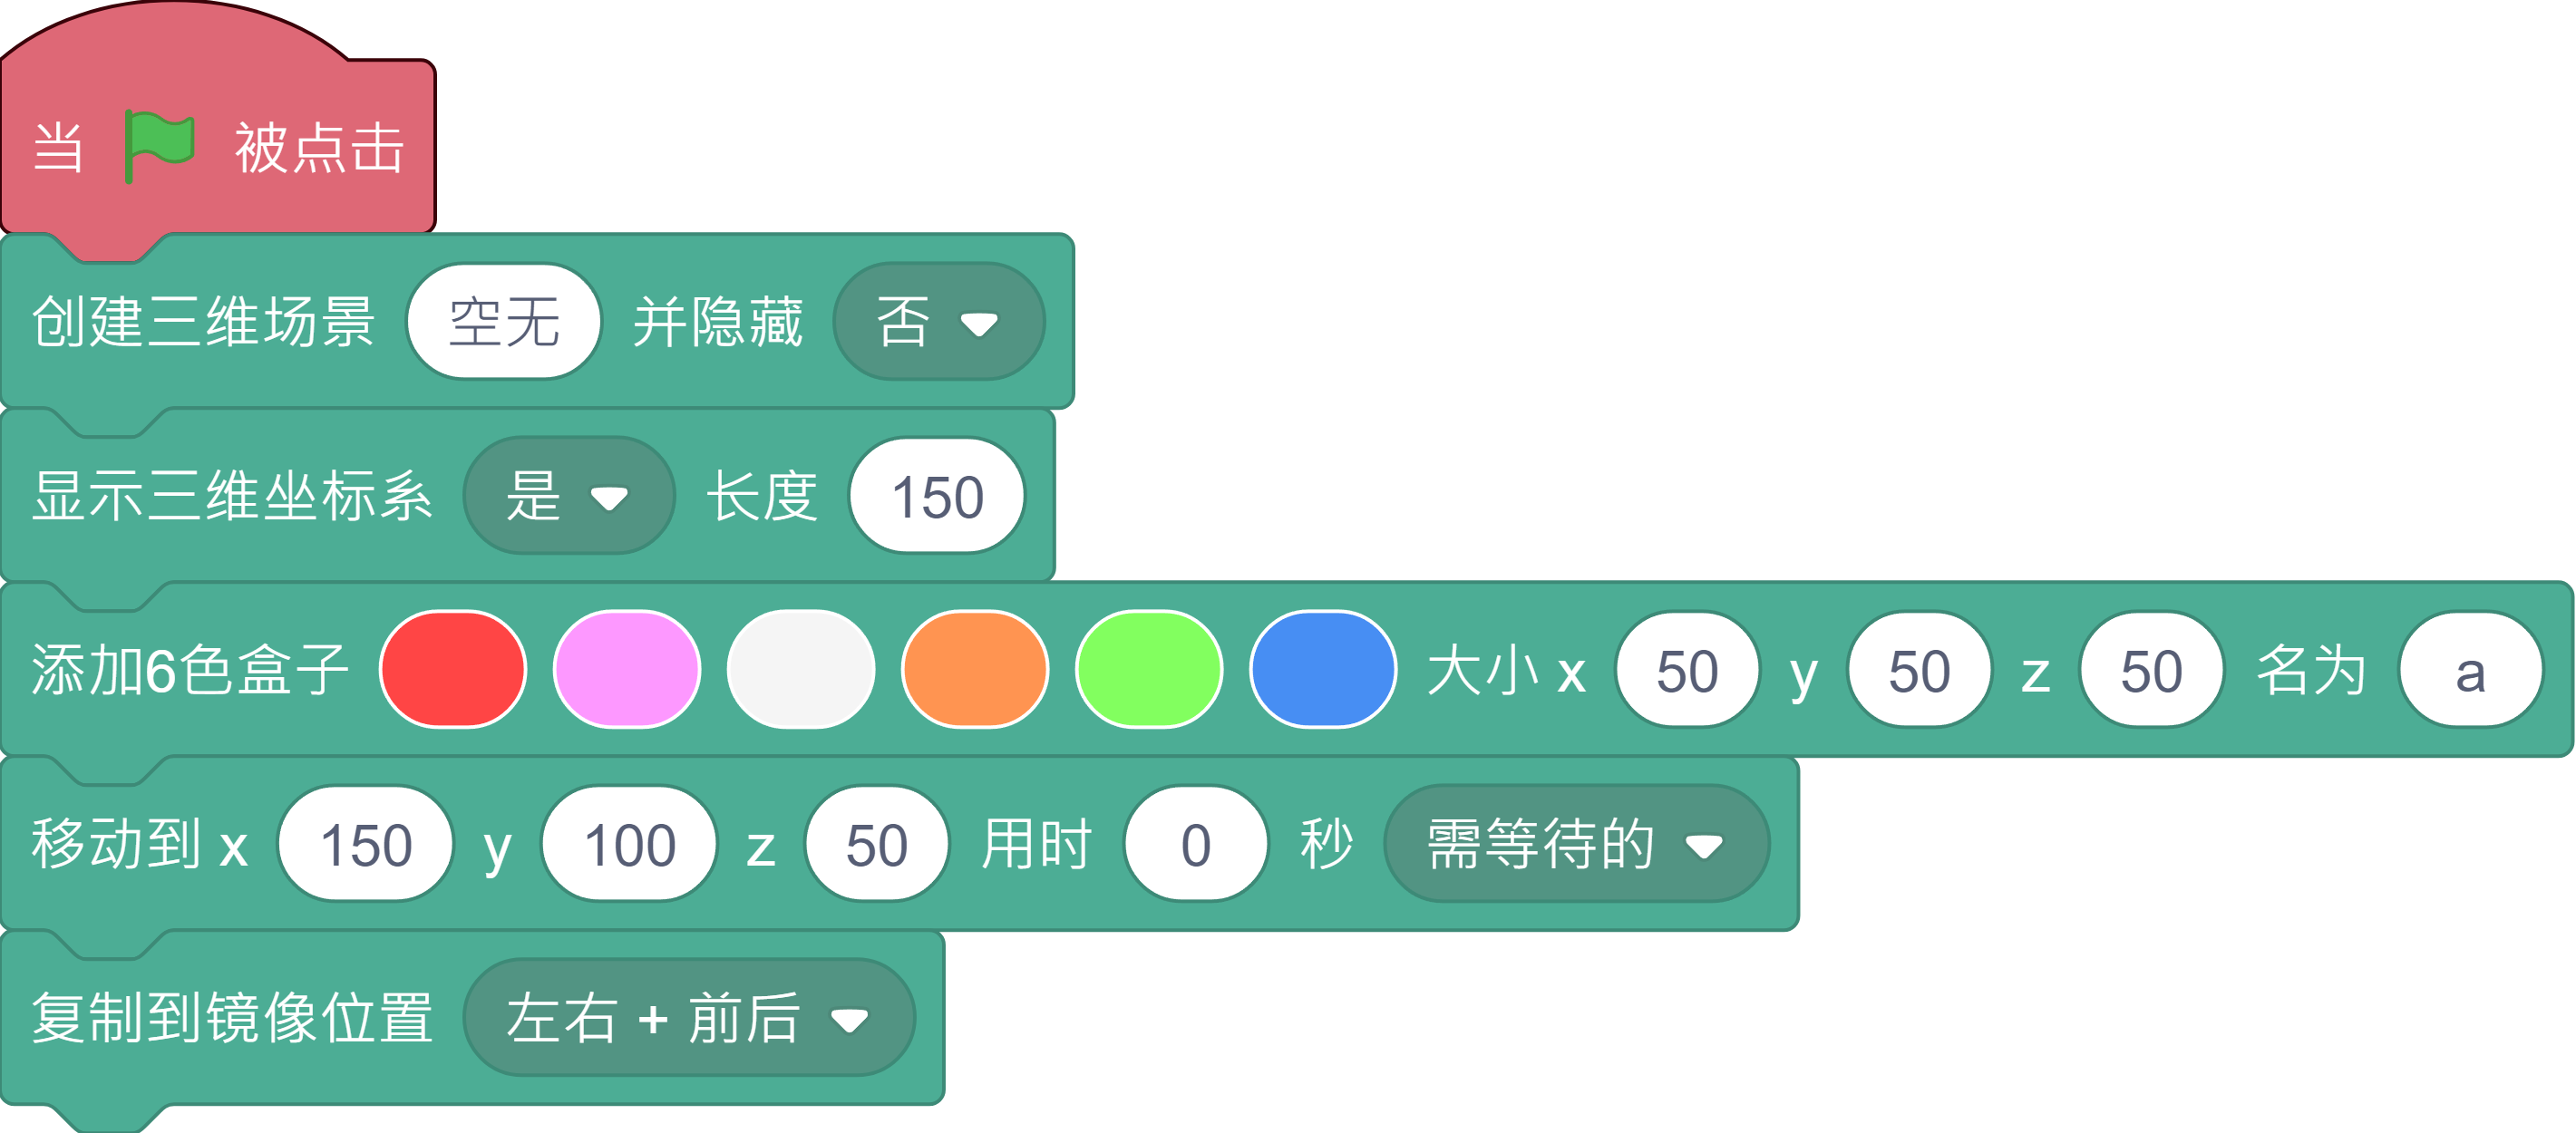 当 被点击
创建三维场景 空无 并隐藏 否
显示三维坐标系 是 长度 150
添加6色盒子 大小 x 50 y 50 z 50 名为 a
移动到 x 150 y 100 z 50 用时 0 秒 需等待的
复制到镜像位置 左右 + 前后